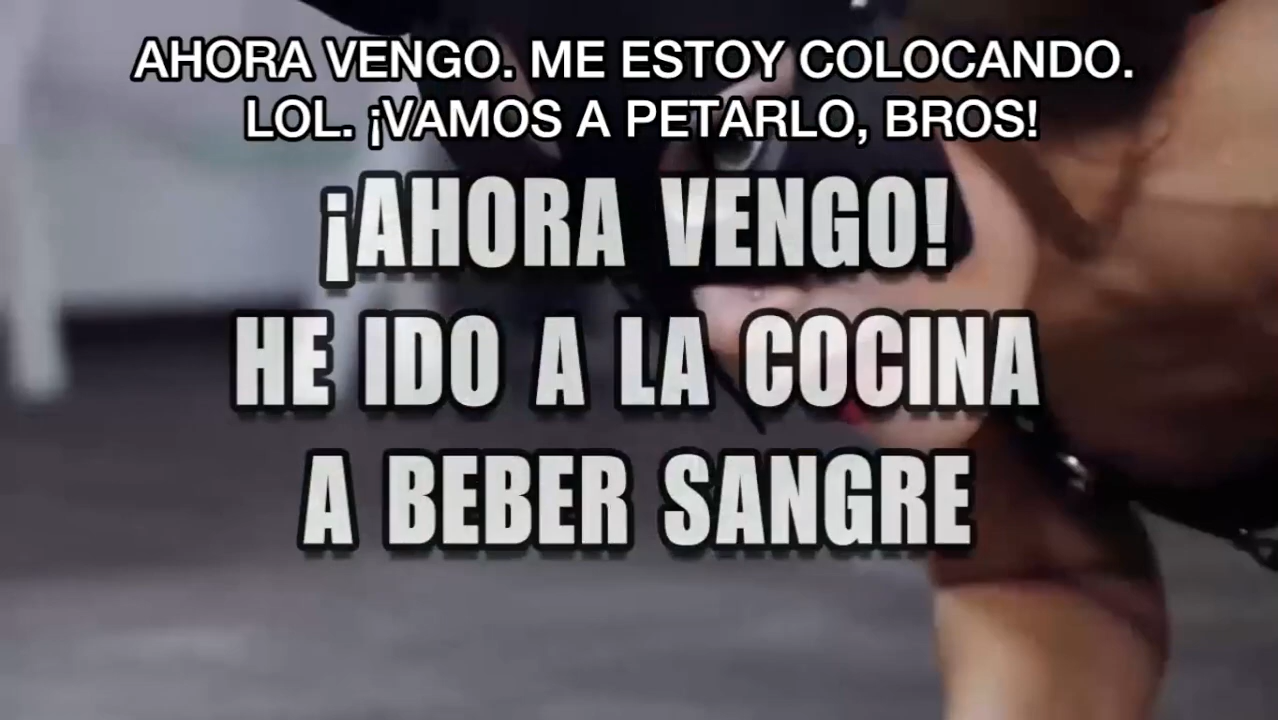 AHORA VENGO. ME ESTOY COLOCANDO.
LOL. ¡VAMOS A PETARLO, BROS!
¡AHORA VENGO!
HE IDO A LA COCINA
A BEBER SANGRE